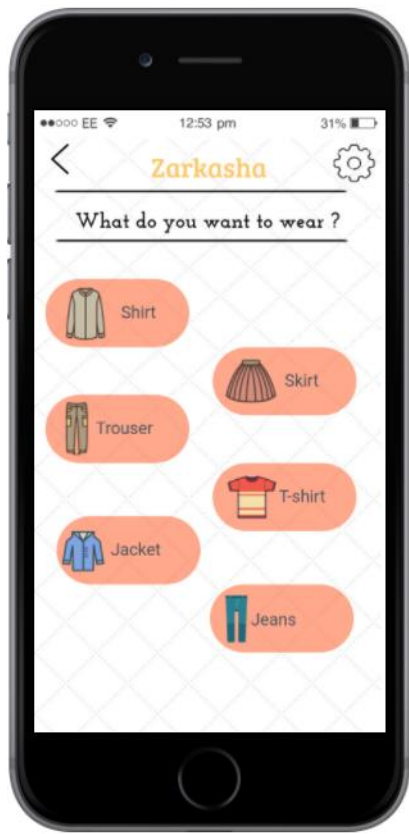 EE 12:53 pm 31%
Zarkasha
What do you want to wear ?
Shirt
Skirt
Trouser
T-shirt
Jacket
Jeans